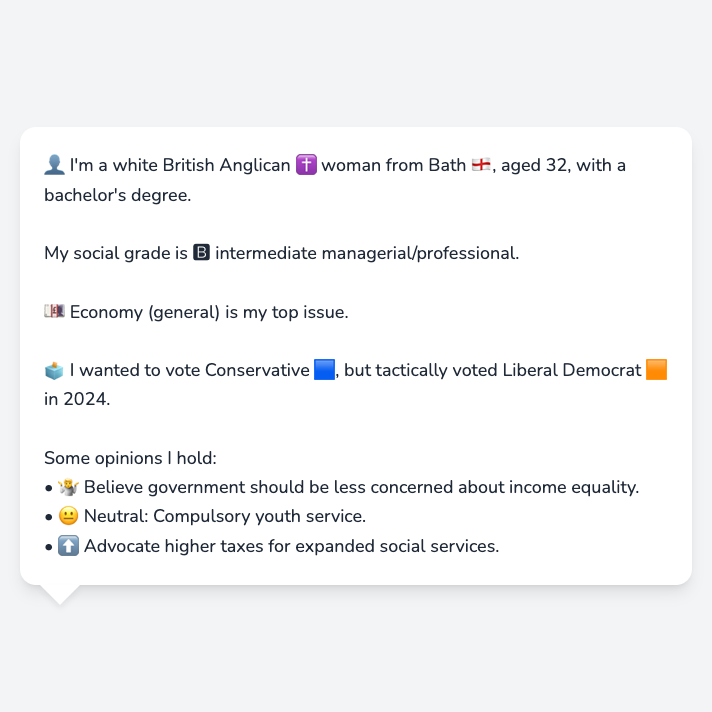 👤 I'm a white British Anglican ✝️ woman from Bath 🏴󠁧󠁢󠁥󠁮󠁧󠁿, aged 32, with a
bachelor's degree.
My social grade is 🅱 intermediate managerial/professional.
💷 Economy (general) is my top issue.
🗳️ I wanted to vote Conservative 🟦, but tactically voted Liberal Democrat 🟧
in 2024.
Some opinions I hold:
• 🤷‍♀️ Believe government should be less concerned about income equality.
• 😐 Neutral: Compulsory youth service.
• ⬆️ Advocate higher taxes for expanded social services.